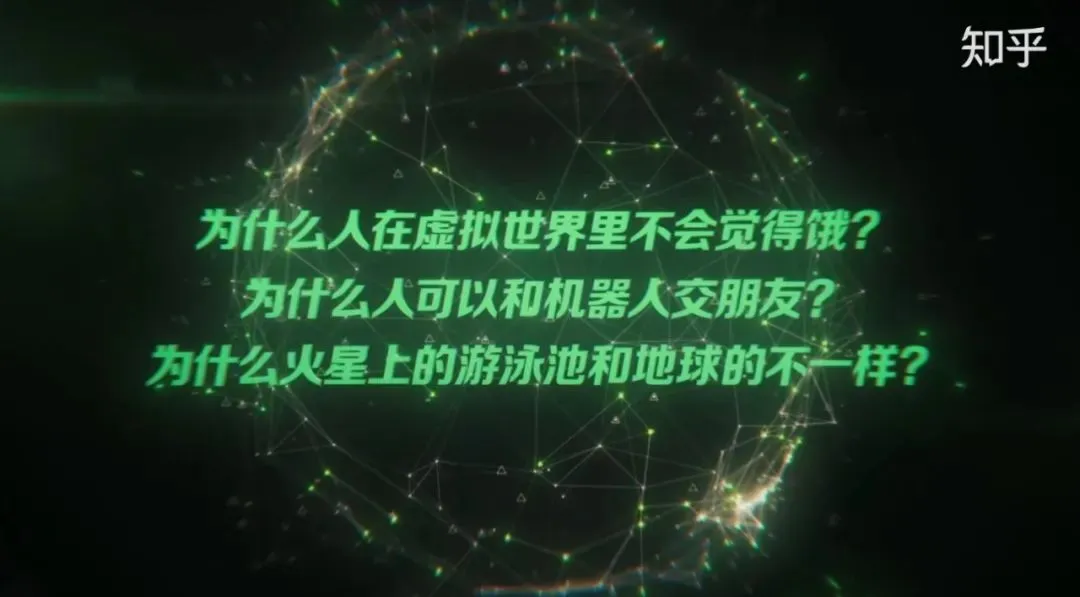 知乎
为什么人在虚拟世界里不会觉得饿?
为什么人可以和机器人交朋友?
为什么火星上的游泳池和地球的不一样?